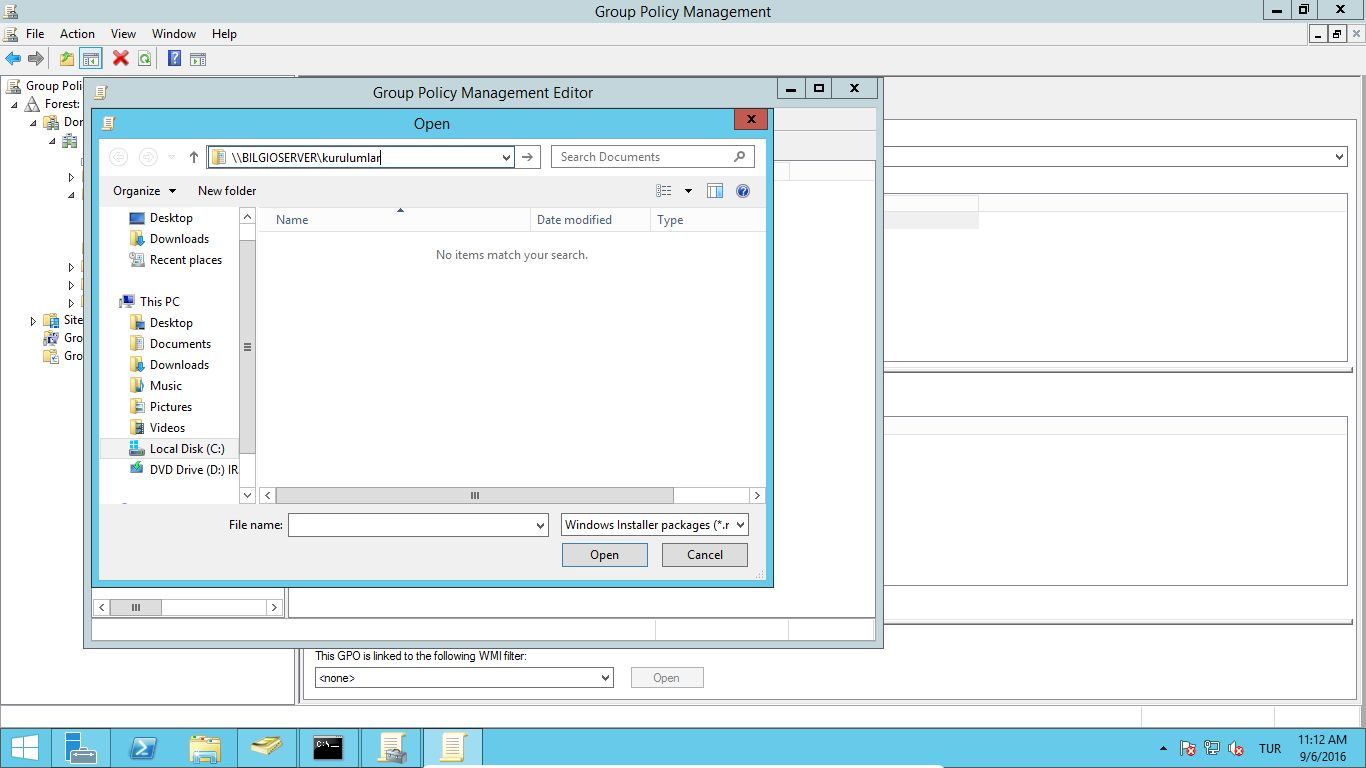 Group Policy Management
File Action View Window Help
Group Poli
Forest:
Dor
Site
Gro
Gro
Group Policy Management Editor
Open
\\BILGIOSERVER\kurulumlar
Search Documents
Organize New folder
Name Date modified Type
No items match your search.
Desktop
Downloads
Recent places
This PC
Desktop
Documents
Downloads
Music
Pictures
Videos
Local Disk (C:)
DVD Drive (D:) IR
File name:
Windows Installer packages (*.r
Open Cancel
This GPO is linked to the following WMI filter:
<none> Open
C:\_
TUR
11:12 AM
9/6/2016